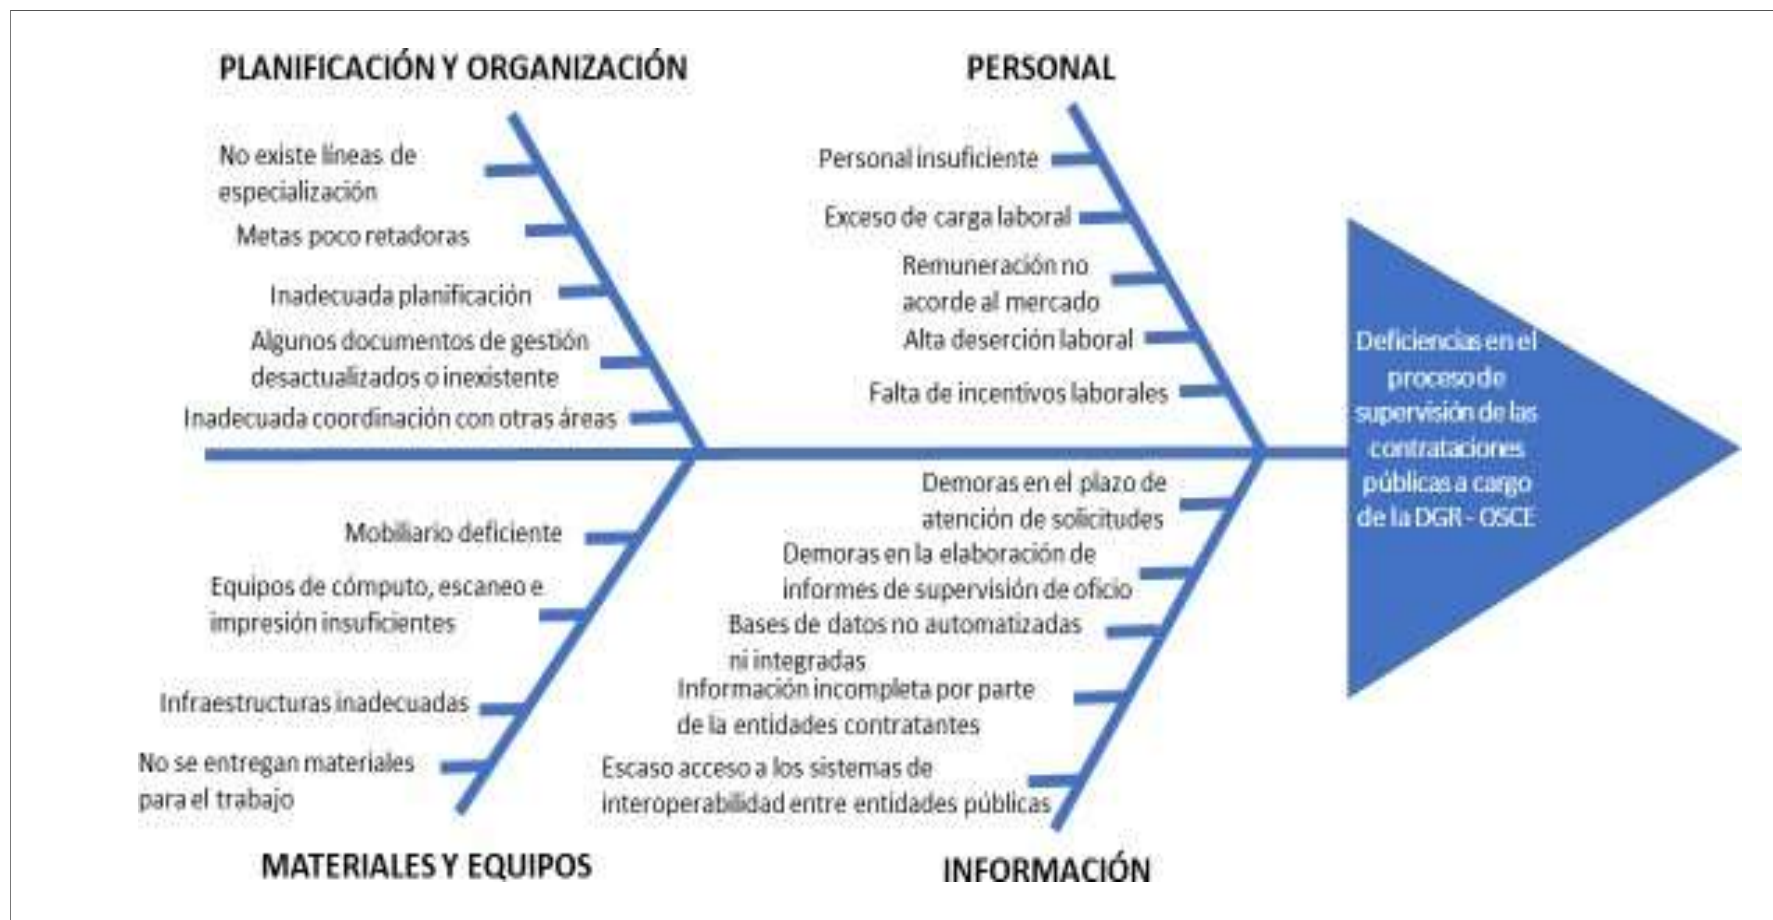 PLANIFICACIÓN Y ORGANIZACIÓN
No existe líneas de
especialización
Metas poco retadoras
Inadecuada planificación
Algunos documentos de gestión
desactualizados o inexistente
Inadecuada coordinación con otras áreas
PERSONAL
Personal insuficiente
Exceso de carga laboral
Remuneración no
acorde al mercado
Alta deserción laboral
Falta de incentivos laborales
Mobiliario deficiente
Equipos de cómputo, escaneo e
impresión insuficientes
Infraestructuras inadecuadas
No se entregan materiales
para el trabajo
MATERIALES Y EQUIPOS
Demoras en el plazo de
atención de solicitudes
Demoras en la elaboración de
informes de supervisión de oficio
Bases de datos no automatizadas
ni integradas
Información incompleta por parte
de la entidades contratantes
Escaso acceso a los sistemas de
interoperabilidad entre entidades públicas
INFORMACIÓN
Deficiencias en el
proceso de
supervisión de las
contrataciones
públicas a cargo
de la DGR - OSCE